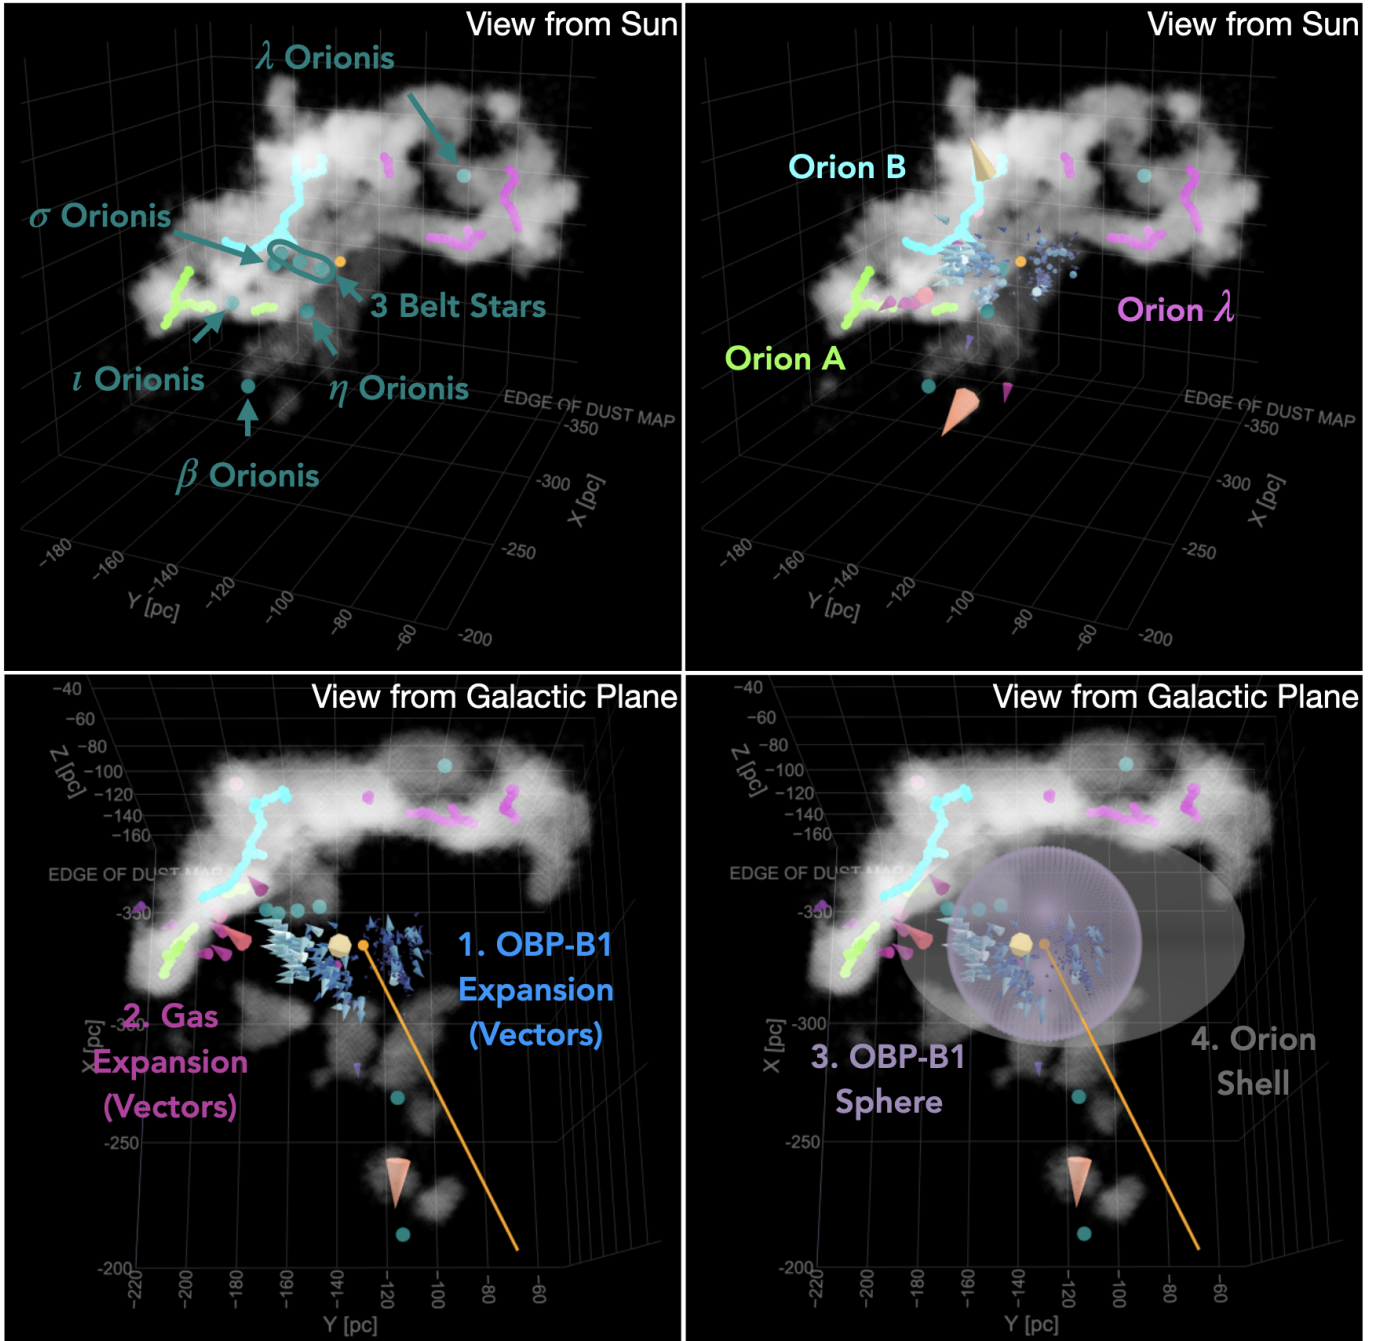 View from Sun
λ Orionis
σ Orionis
3 Belt Stars
ι Orionis
η Orionis
β Orionis
EDGE OF DUST MAP
-350
-300
X [pc]
-250
-200
-180
-160
-140
-120
-100
-80
-60
Y [pc]
View from Sun
Orion B
Orion λ
Orion A
EDGE OF DUST MAP
-350
-300
X [pc]
-250
-200
-180
-160
-140
-120
-100
-80
-60
Y [pc]
View from Galactic Plane
−40
−60
−80
−100
−120
−140
−160
Z [pc]
EDGE OF DUST MAP
-350
1. OBP-B1
Expansion
(Vectors)
2. Gas
Expansion
(Vectors)
-300
X [pc]
-250
-200
−220
−200
−180
−160
−140
−120
−100
−80
−60
Y [pc]
View from Galactic Plane
−40
−60
−80
−100
−120
−140
−160
Z [pc]
EDGE OF DUST MAP
-350
-300
X [pc]
3. OBP-B1
Sphere
4. Orion
Shell
-250
-200
−220
−200
−180
−160
−140
−120
−100
−80
−60
Y [pc]